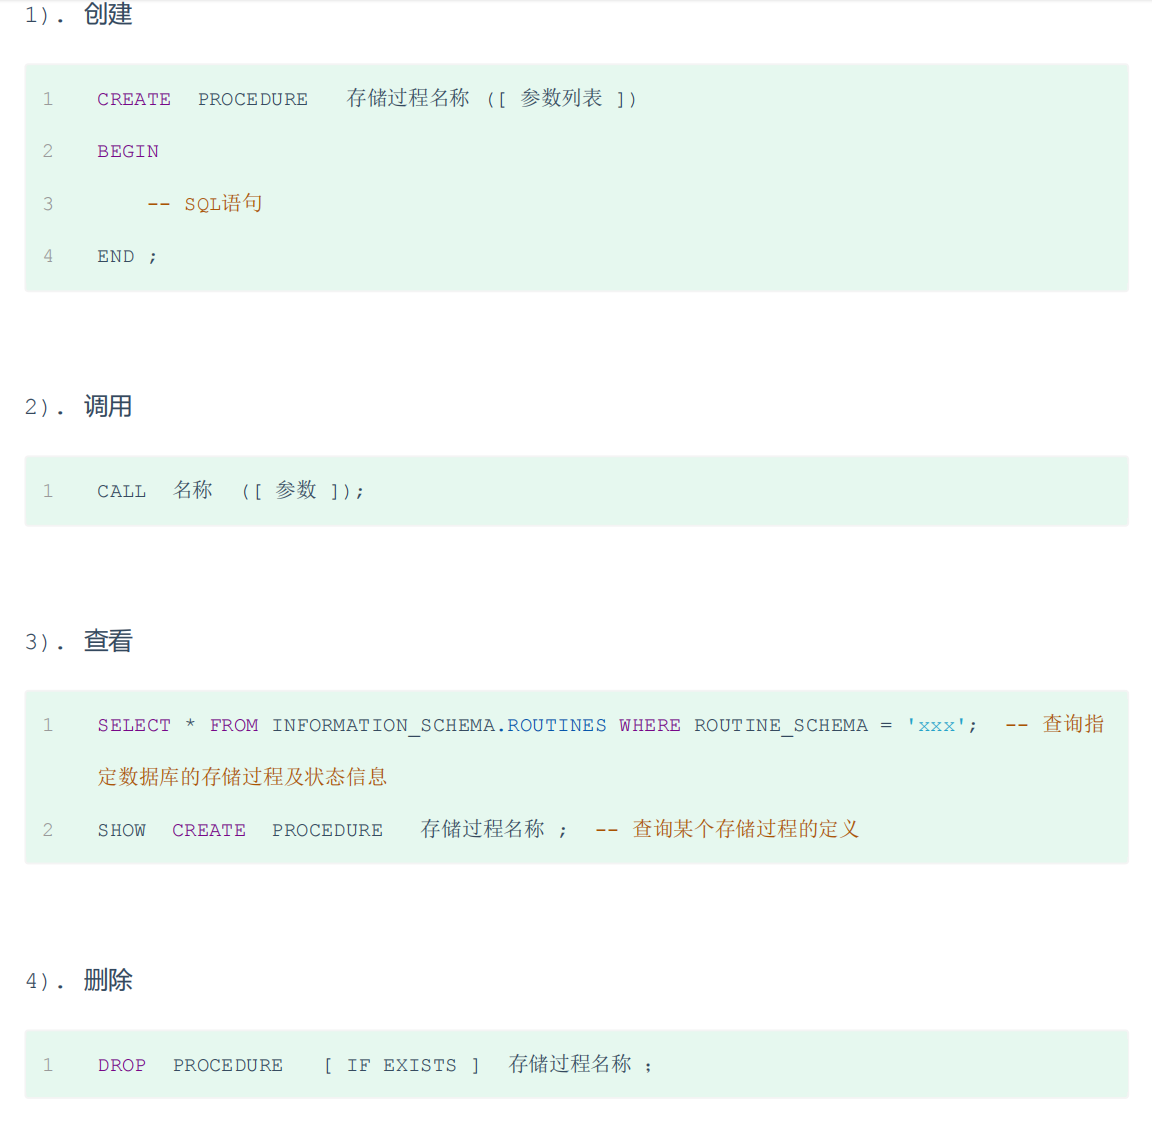 1). 创建
1 CREATE PROCEDURE 存储过程名称 ([ 参数列表 ])
2 BEGIN
3 -- SQL语句
4 END ;
2). 调用
1 CALL 名称 ([ 参数 ]);
3). 查看
1 SELECT * FROM INFORMATION_SCHEMA.ROUTINES WHERE ROUTINE_SCHEMA = 'xxx'; -- 查询指
定数据库的存储过程及状态信息
2 SHOW CREATE PROCEDURE 存储过程名称 ; -- 查询某个存储过程的定义
4). 删除
1 DROP PROCEDURE [ IF EXISTS ] 存储过程名称 ;